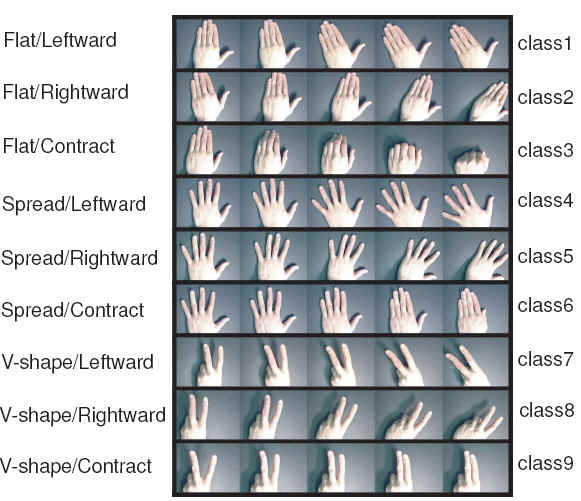 Flat/Leftward class1
Flat/Rightward class2
Flat/Contract class3
Spread/Leftward class4
Spread/Rightward class5
Spread/Contract class6
V-shape/Leftward class7
V-shape/Rightward class8
V-shape/Contract class9